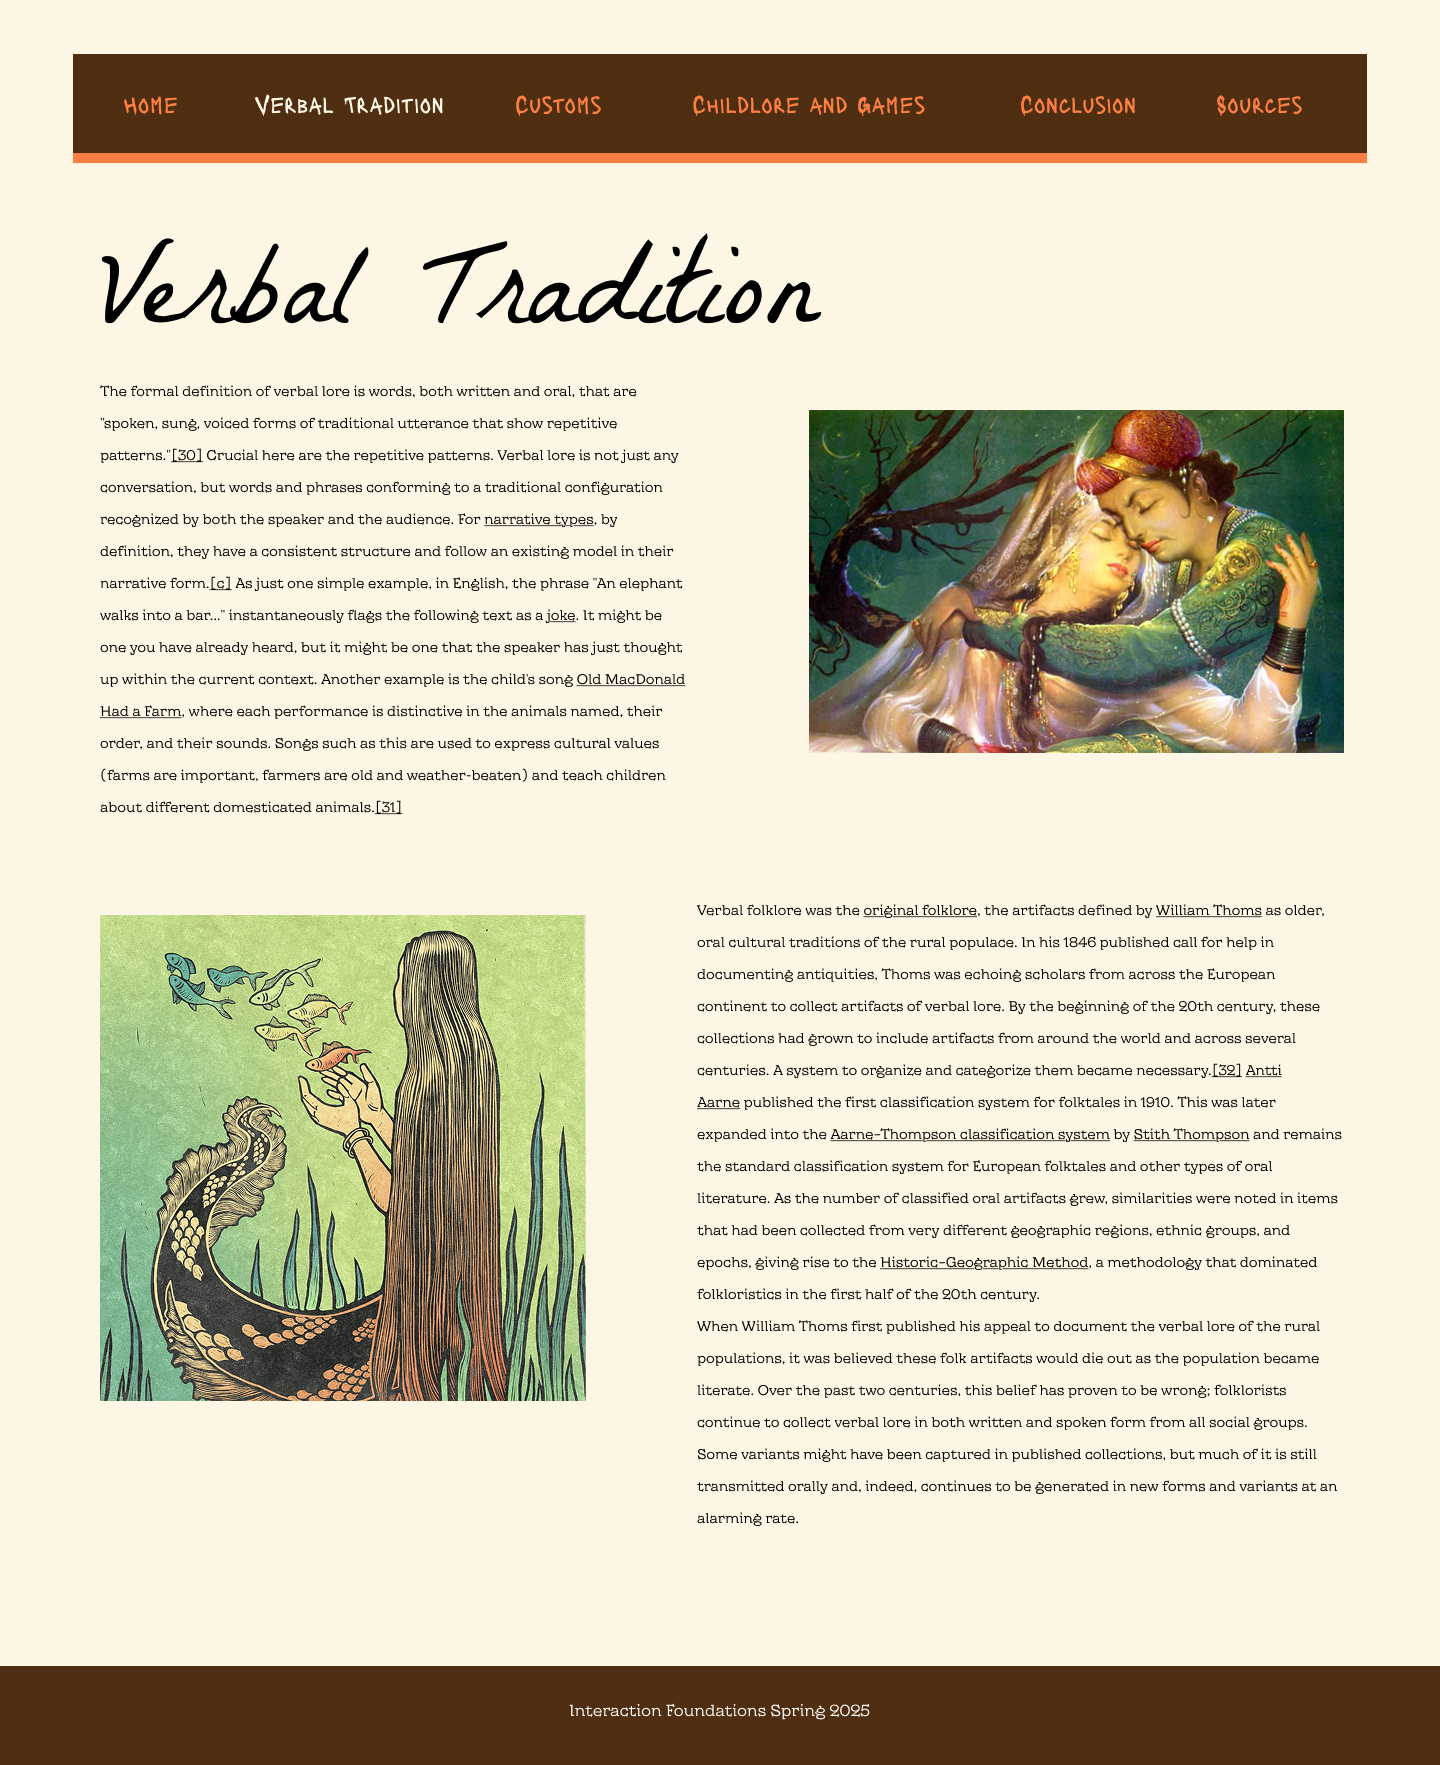 Home Verbal Tradition Customs Childlore and Games Conclusion Sources
Verbal Tradition
The formal definition of verbal lore is words, both written and oral, that are
"spoken, sung, voiced forms of traditional utterance that show repetitive
patterns."[30] Crucial here are the repetitive patterns. Verbal lore is not just any
conversation, but words and phrases conforming to a traditional configuration
recognized by both the speaker and the audience. For narrative types, by
definition, they have a consistent structure and follow an existing model in their
narrative form.[c] As just one simple example, in English, the phrase "An elephant
walks into a bar..." instantaneously flags the following text as a joke. It might be
one you have already heard, but it might be one that the speaker has just thought
up within the current context. Another example is the child's song Old MacDonald
Had a Farm, where each performance is distinctive in the animals named, their
order, and their sounds. Songs such as this are used to express cultural values
(farms are important, farmers are old and weather-beaten) and teach children
about different domesticated animals.[31]
Verbal folklore was the original folklore, the artifacts defined by William Thoms as older,
oral cultural traditions of the rural populace. In his 1846 published call for help in
documenting antiquities, Thoms was echoing scholars from across the European
continent to collect artifacts of verbal lore. By the beginning of the 20th century, these
collections had grown to include artifacts from around the world and across several
centuries. A system to organize and categorize them became necessary.[32] Antti
Aarne published the first classification system for folktales in 1910. This was later
expanded into the Aarne–Thompson classification system by Stith Thompson and remains
the standard classification system for European folktales and other types of oral
literature. As the number of classified oral artifacts grew, similarities were noted in items
that had been collected from very different geographic regions, ethnic groups, and
epochs, giving rise to the Historic–Geographic Method, a methodology that dominated
folkloristics in the first half of the 20th century.
When William Thoms first published his appeal to document the verbal lore of the rural
populations, it was believed these folk artifacts would die out as the population became
literate. Over the past two centuries, this belief has proven to be wrong; folklorists
continue to collect verbal lore in both written and spoken form from all social groups.
Some variants might have been captured in published collections, but much of it is still
transmitted orally and, indeed, continues to be generated in new forms and variants at an
alarming rate.
Interaction Foundations Spring 2025